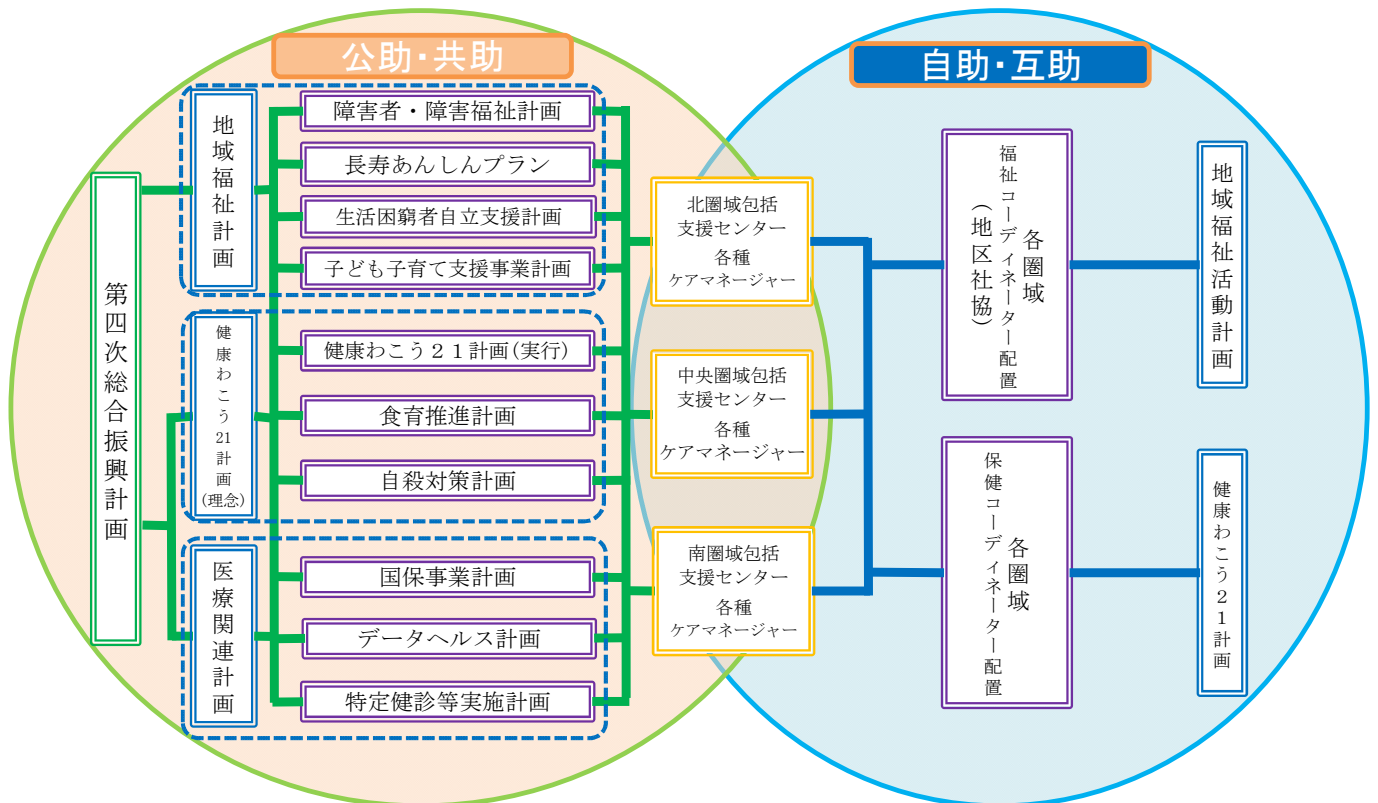 公助・共助
自助・互助
第四次総合振興計画
地域福祉計画
障害者・障害福祉計画
長寿あんしんプラン
生活困窮者自立支援計画
子ども子育て支援事業計画
健康わこう21計画
(理念)
健康わこう２１計画(実行)
食育推進計画
自殺対策計画
医療関連計画
国保事業計画
データヘルス計画
特定健診等実施計画
北圏域包括
支援センター
各種
ケアマネージャー
中央圏域包括
支援センター
各種
ケアマネージャー
南圏域包括
支援センター
各種
ケアマネージャー
各圏域
福祉コーディネーター配置
（地区社協）
地域福祉活動計画
各圏域
保健コーディネーター配置
健康わこう２１計画